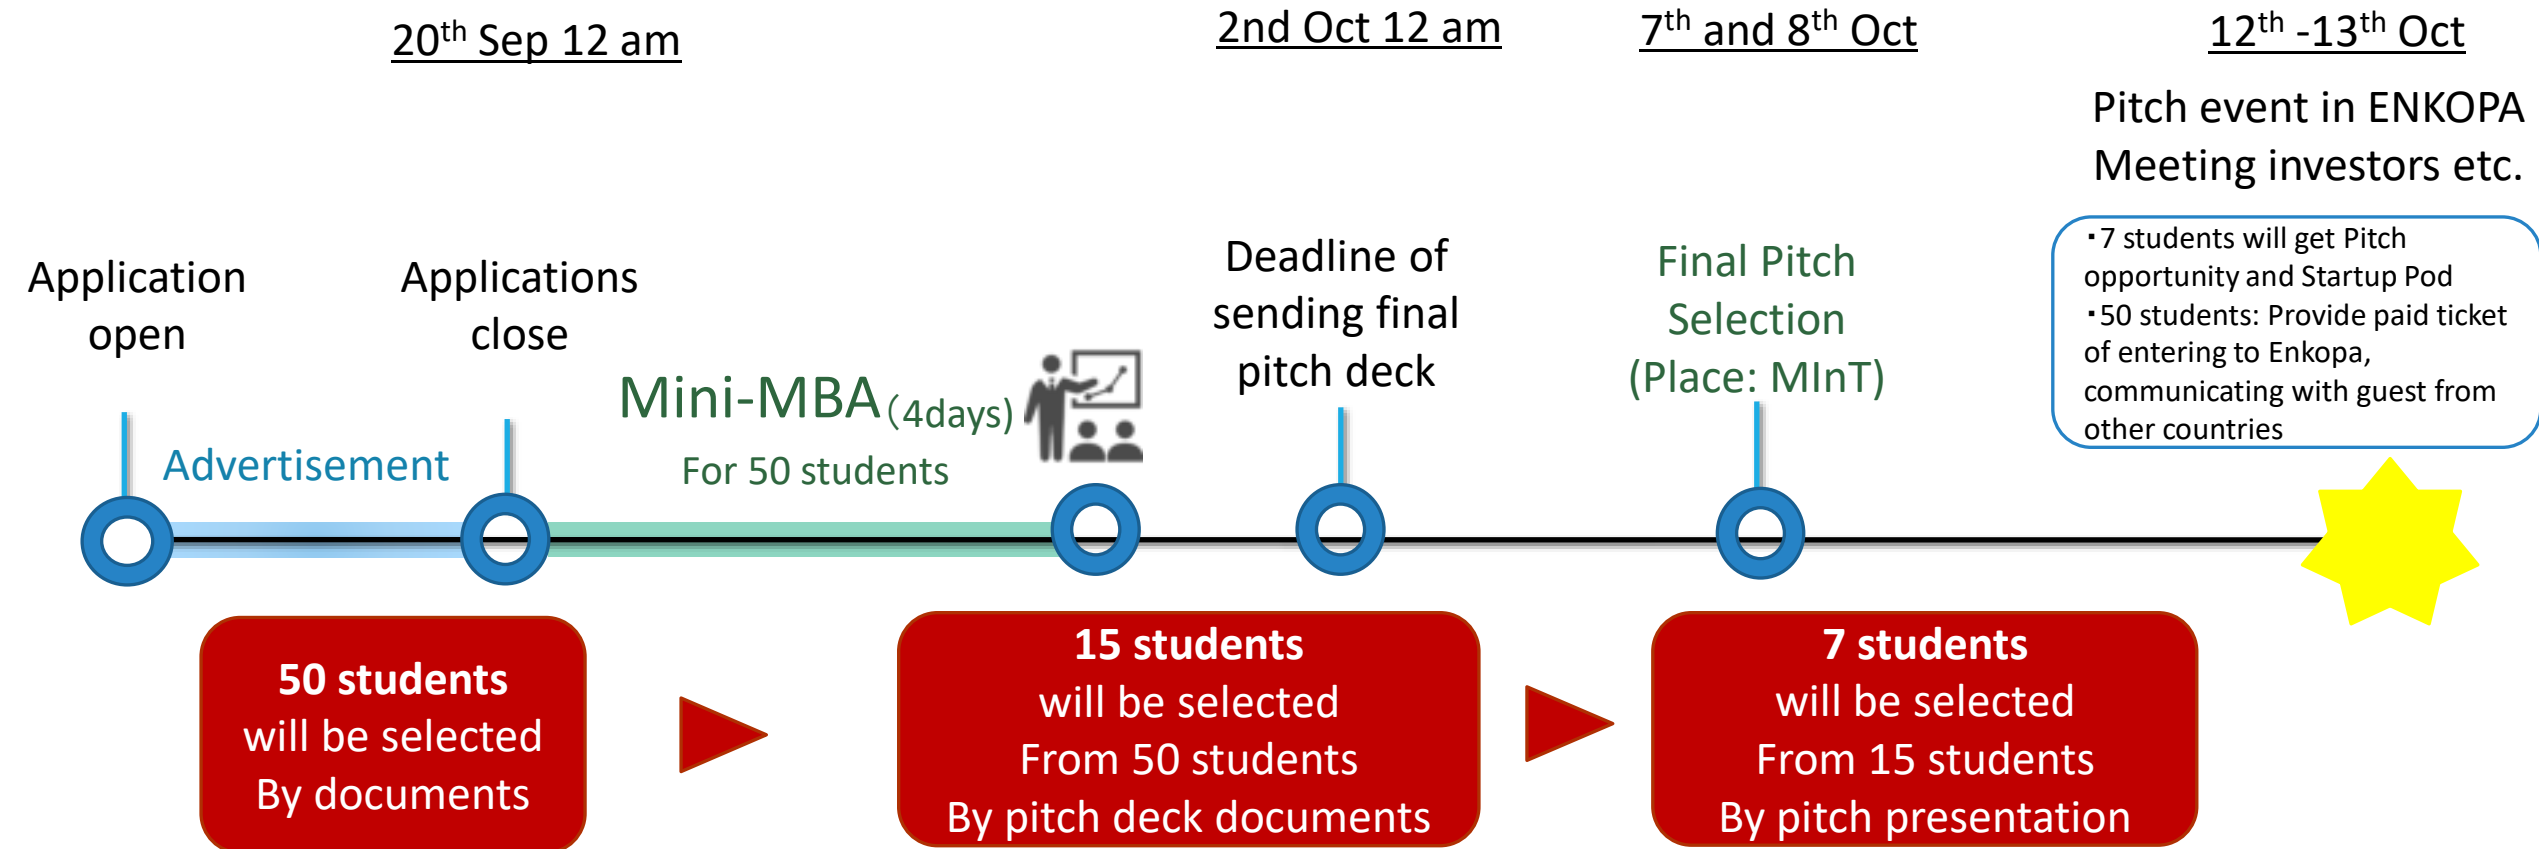 20th Sep 12 am
2nd Oct 12 am
7th and 8th Oct
12th -13th Oct
Pitch event in ENKOPA
Meeting investors etc.
・7 students will get Pitch
opportunity and Startup Pod
・50 students: Provide paid ticket
of entering to Enkopa,
communicating with guest from
other countries
Application
open
Advertisement
Applications
close
Mini-MBA（4days）
For 50 students
Deadline of
sending final
pitch deck
Final Pitch
Selection
(Place: MInT)
50 students
will be selected
By documents
15 students
will be selected
From 50 students
By pitch deck documents
7 students
will be selected
From 15 students
By pitch presentation